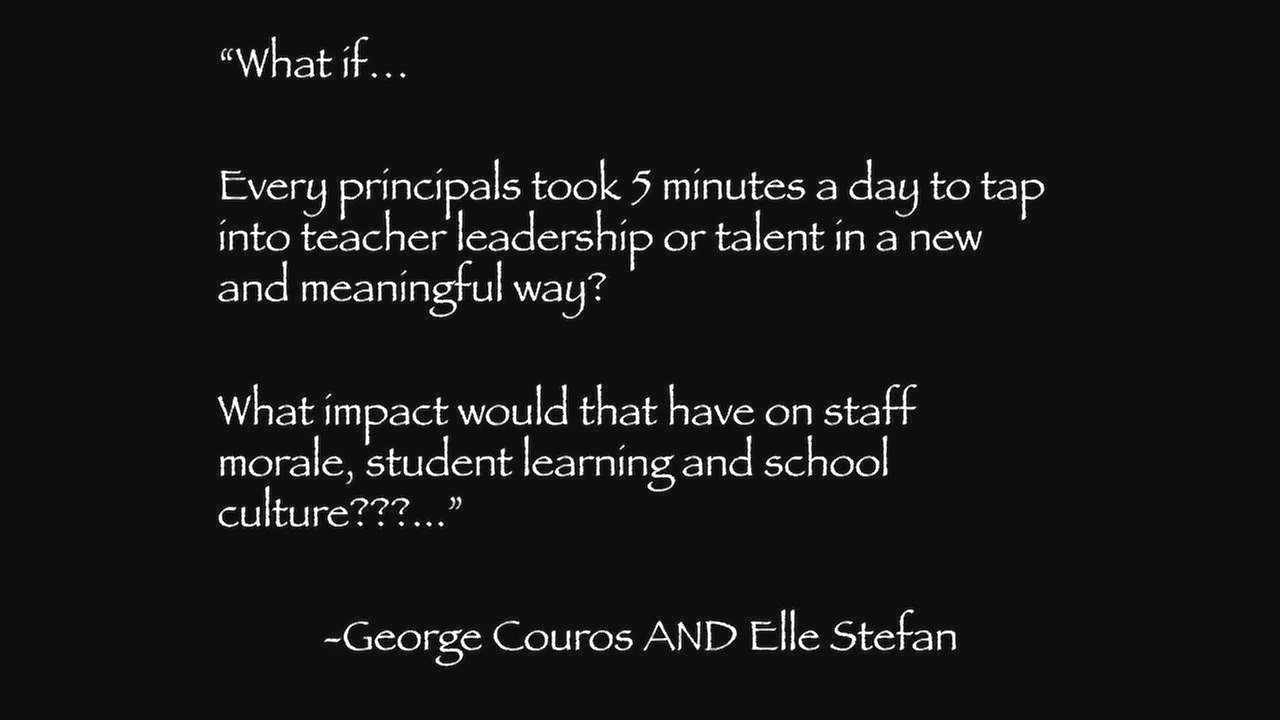 “What if…
Every principals took 5 minutes a day to tap
into teacher leadership or talent in a new
and meaningful way?
What impact would that have on staff
morale, student learning and school
culture???...”
~George Couros AND Elle Stefan